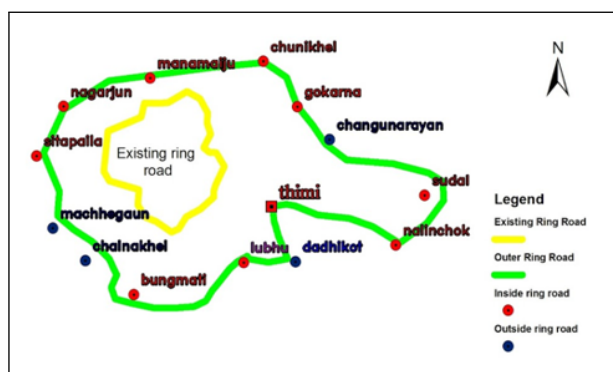 chunikhel
N
manamaiju
nagarjun
gokarna
changunarayan
sitapaila
Existing ring
road
sudal
thimi
Legend
Existing Ring Road
machhegaun
nalinchok
Outer Ring Road
chalnakhel
lubhu
dadhikot
bungmati
Inside ring road
Outside ring road